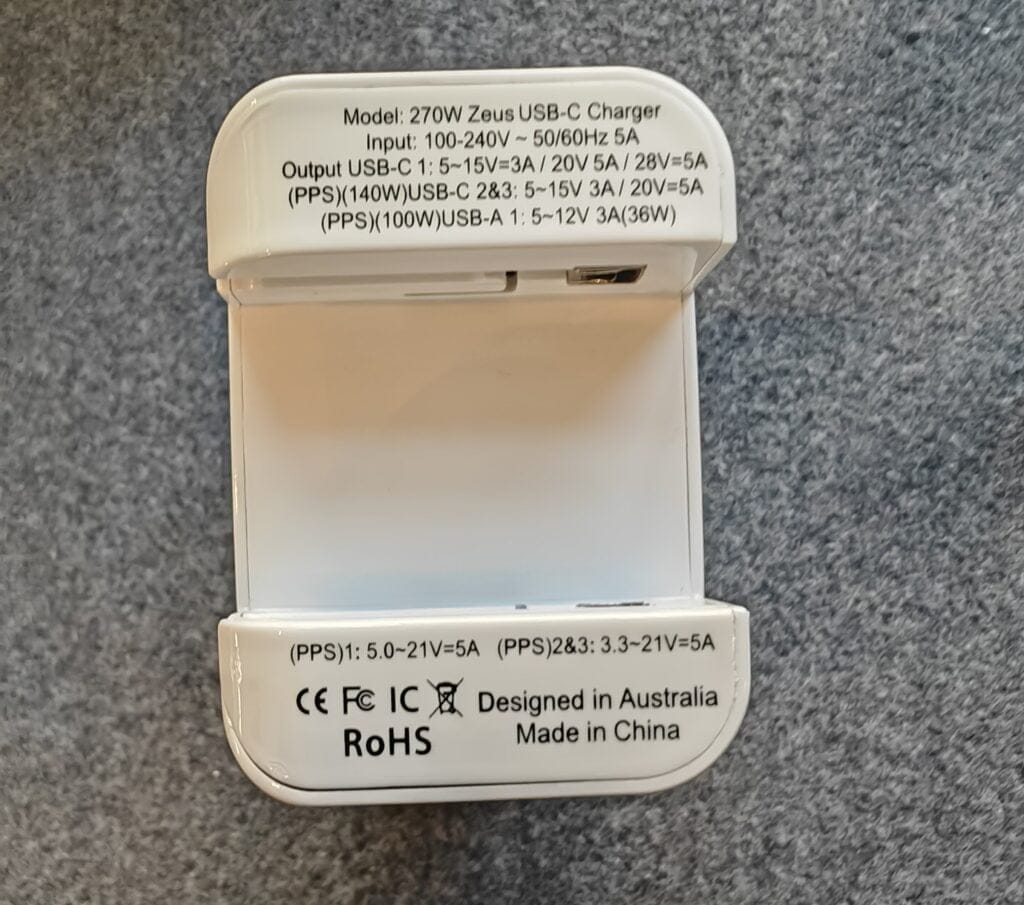 Model: 270W Zeus USB-C Charger
Input: 100-240V ~ 50/60Hz 5A
Output USB-C 1: 5~15V=3A / 20V 5A / 28V=5A
(PPS)(140W)USB-C 2&3: 5~15V 3A / 20V=5A
(PPS)(100W)USB-A 1: 5~12V 3A(36W)
(PPS)1: 5.0~21V=5A (PPS)2&3: 3.3~21V=5A
CE FC IC Designed in Australia
RoHS Made in China